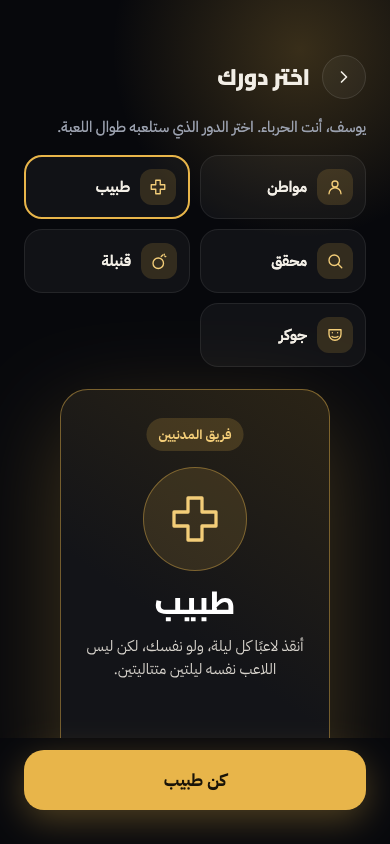 اختر دورك
يوسف، أنت الحرباء. اختر الدور الذي ستلعبه طوال اللعبة.
مواطن
طبيب
محقق
قنبلة
جوكر
فريق المدنيين
طبيب
أنقذ لاعبًا كل ليلة، ولو نفسك، لكن ليس
اللاعب نفسه ليلتين متتاليتين.
كن طبيب